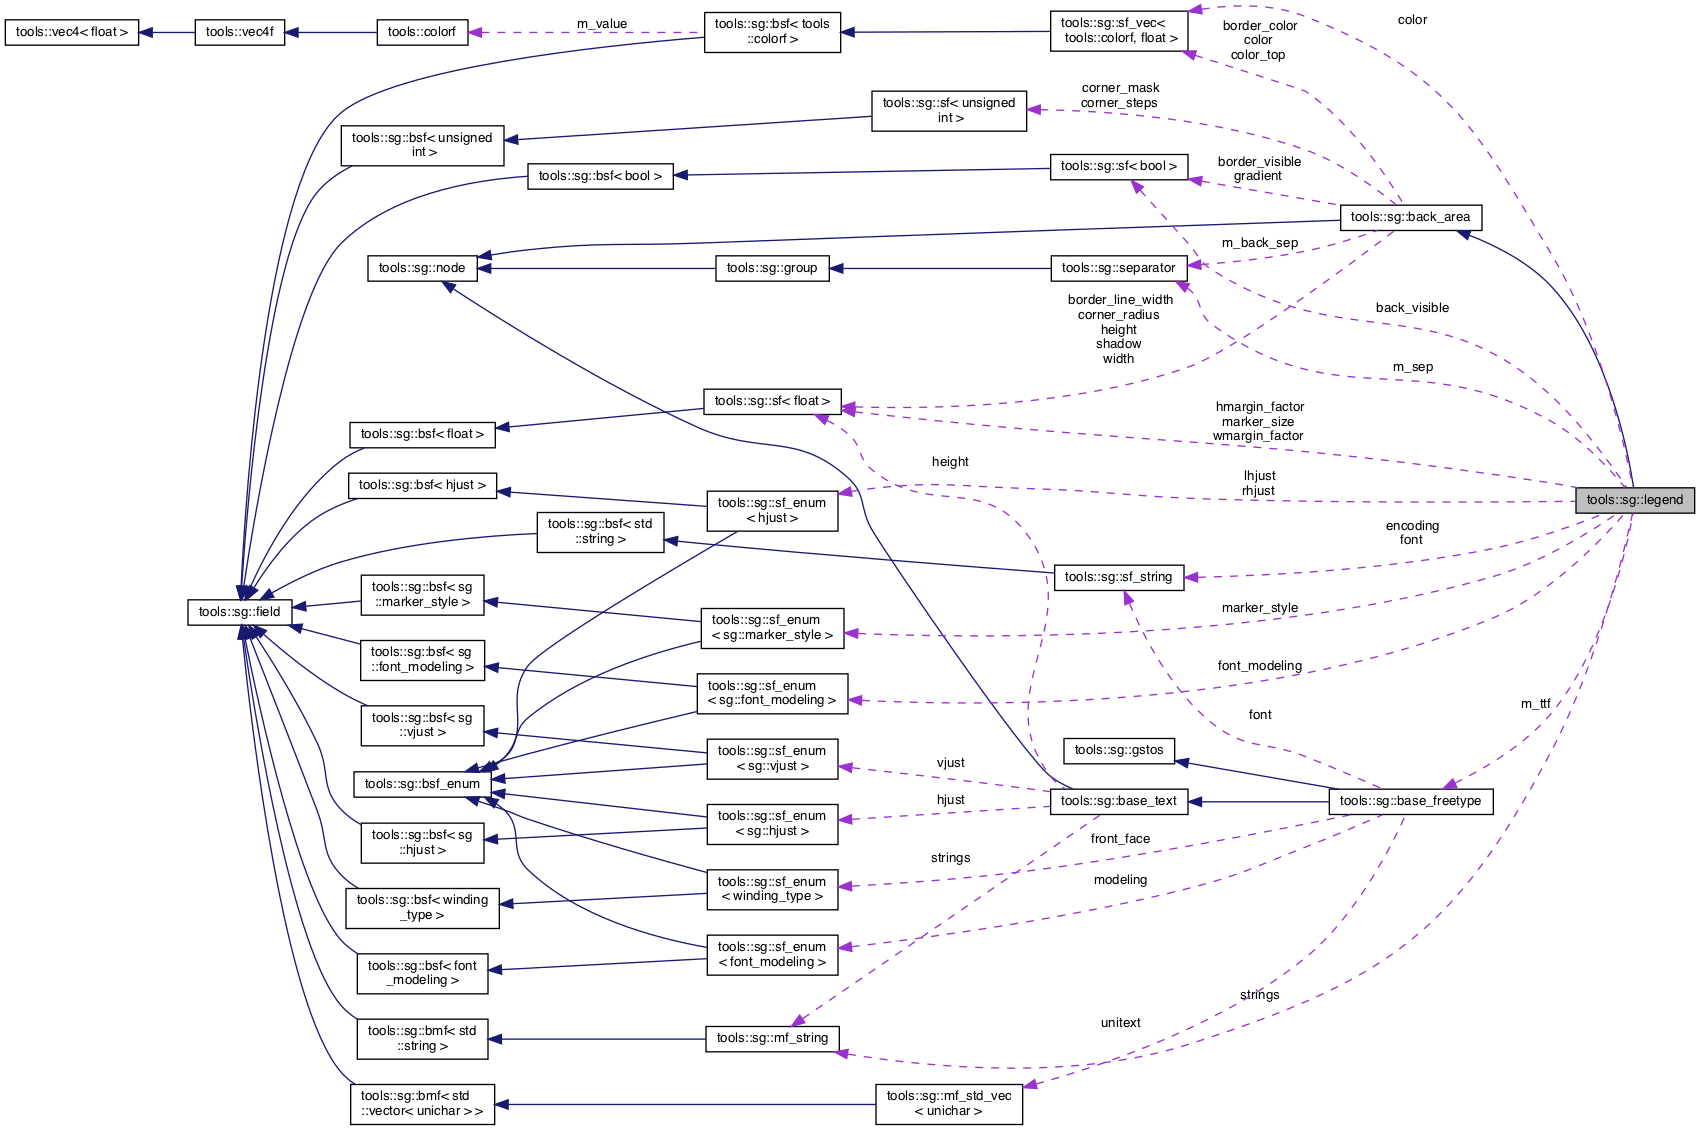 tools::vec4< float >
tools::vec4f
tools::colorf
m_value
tools::sg::bsf< tools
::colorf >
tools::sg::sf_vec<
tools::colorf, float >
color
border_color
color
color_top
corner_mask
corner_steps
tools::sg::sf< unsigned
int >
tools::sg::bsf< unsigned
int >
tools::sg::bsf< bool >
tools::sg::sf< bool >
border_visible
gradient
tools::sg::back_area
m_back_sep
tools::sg::node
tools::sg::group
tools::sg::separator
border_line_width
corner_radius
height
shadow
width
back_visible
m_sep
tools::sg::sf< float >
hmargin_factor
marker_size
wmargin_factor
tools::sg::bsf< float >
height
tools::sg::bsf< hjust >
tools::sg::sf_enum
< hjust >
lhjust
rhjust
tools::sg::legend
tools::sg::bsf< std
::string >
encoding
font
tools::sg::sf_string
tools::sg::field
tools::sg::bsf< sg
::marker_style >
tools::sg::sf_enum
< sg::marker_style >
marker_style
tools::sg::bsf< sg
::font_modeling >
tools::sg::sf_enum
< sg::font_modeling >
font_modeling
tools::sg::bsf< sg
::vjust >
font
m_ttf
tools::sg::sf_enum
< sg::vjust >
vjust
tools::sg::gstos
tools::sg::bsf_enum
tools::sg::base_text
tools::sg::base_freetype
tools::sg::bsf< sg
::hjust >
tools::sg::sf_enum
< sg::hjust >
hjust
front_face
strings
modeling
tools::sg::bsf< winding
_type >
tools::sg::sf_enum
< winding_type >
tools::sg::bsf< font
_modeling >
tools::sg::sf_enum
< font_modeling >
strings
tools::sg::bmf< std
::string >
tools::sg::mf_string
unitext
tools::sg::bmf< std
::vector< unichar > >
tools::sg::mf_std_vec
< unichar >